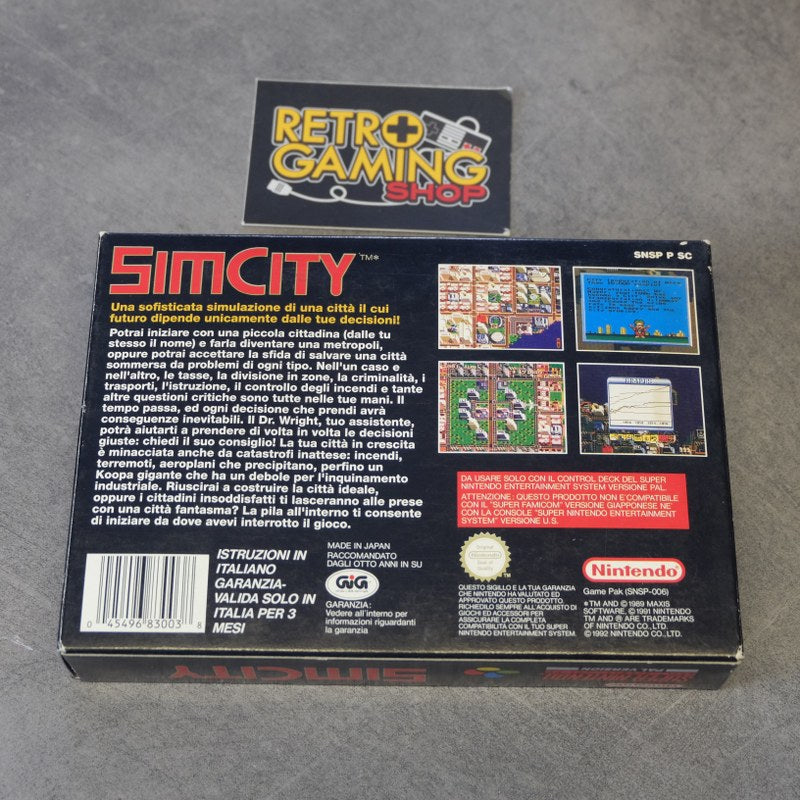 RETRO
GAMING
SHOP
SIMCITY ™*
SNSP P SC
Una sofisticata simulazione di una città il cui
futuro dipende unicamente dalle tue decisioni!
Potrai iniziare con una piccola cittadina (dalle tu
stesso il nome) e farla diventare una metropoli,
oppure potrai accettare la sfida di salvare una città
sommersa da problemi di ogni tipo. Nell'un caso e
nell'altro, le tasse, la divisione in zone, la criminalità, i
trasporti, l'istruzione, il controllo degli incendi e tante
altre questioni critiche sono tutte nelle tue mani. Il
tempo passa, ed ogni decisione che prendi avrà
conseguenze inevitabili. Il Dr. Wright, tuo assistente,
potrà aiutarti a prendere di volta in volta le decisioni
giuste: chiedi il suo consiglio! La tua città in crescita
è minacciata anche da catastrofi inattese: incendi,
terremoti, aeroplani che precipitano, perfino un
Koopa gigante che ha un debole per l'inquinamento
industriale. Riuscirai a costruire la città ideale,
oppure i cittadini insoddisfatti ti lasceranno alle prese
con una città fantasma? La pila all'interno ti consente
di iniziare da dove avevi interrotto il gioco.
DA USARE SOLO CON IL CONTROL DECK DEL SUPER
NINTENDO ENTERTAINMENT SYSTEM VERSIONE PAL.
ATTENZIONE: QUESTO PRODOTTO NON E'COMPATIBILE
CON IL "SUPER FAMICOM" VERSIONE GIAPPONESE NE
CON LA CONSOLE "SUPER NINTENDO ENTERTAINMENT
SYSTEM" VERSIONE U.S.
0 45496 83003 8
ISTRUZIONI IN
ITALIANO
GARANZIA-
VALIDA SOLO IN
ITALIA PER 3
MESI
MADE IN JAPAN
RACCOMANDATO
DAGLI OTTO ANNI IN SU
GIG
GARANZIA:
Vedere all'interno per
informazioni riguardanti
la garanzia
Original
Nintendo
Seal of
Quality
TM
QUESTO SIGILLO E LA TUA GARANZIA
CHE NINTENDO HA VALUTATO ED
APPROVATO QUESTO PRODOTTO.
RICHIEDILO SEMPRE ALL'ACQUISTO DI
GIOCHI ED ACCESSORI PER
ASSICURARE LA COMPLETA
COMPATIBILITA CON IL TUO SUPER
NINTENDO ENTERTAINMENT SYSTEM.
Nintendo®
Game Pak (SNSP-006)
*TM AND © 1989 MAXIS
SOFTWARE. © 1991 NINTENDO
TM AND ® ARE TRADEMARKS
OF NINTENDO CO., LTD.
© 1992 NINTENDO CO., LTD.
SIMCITY